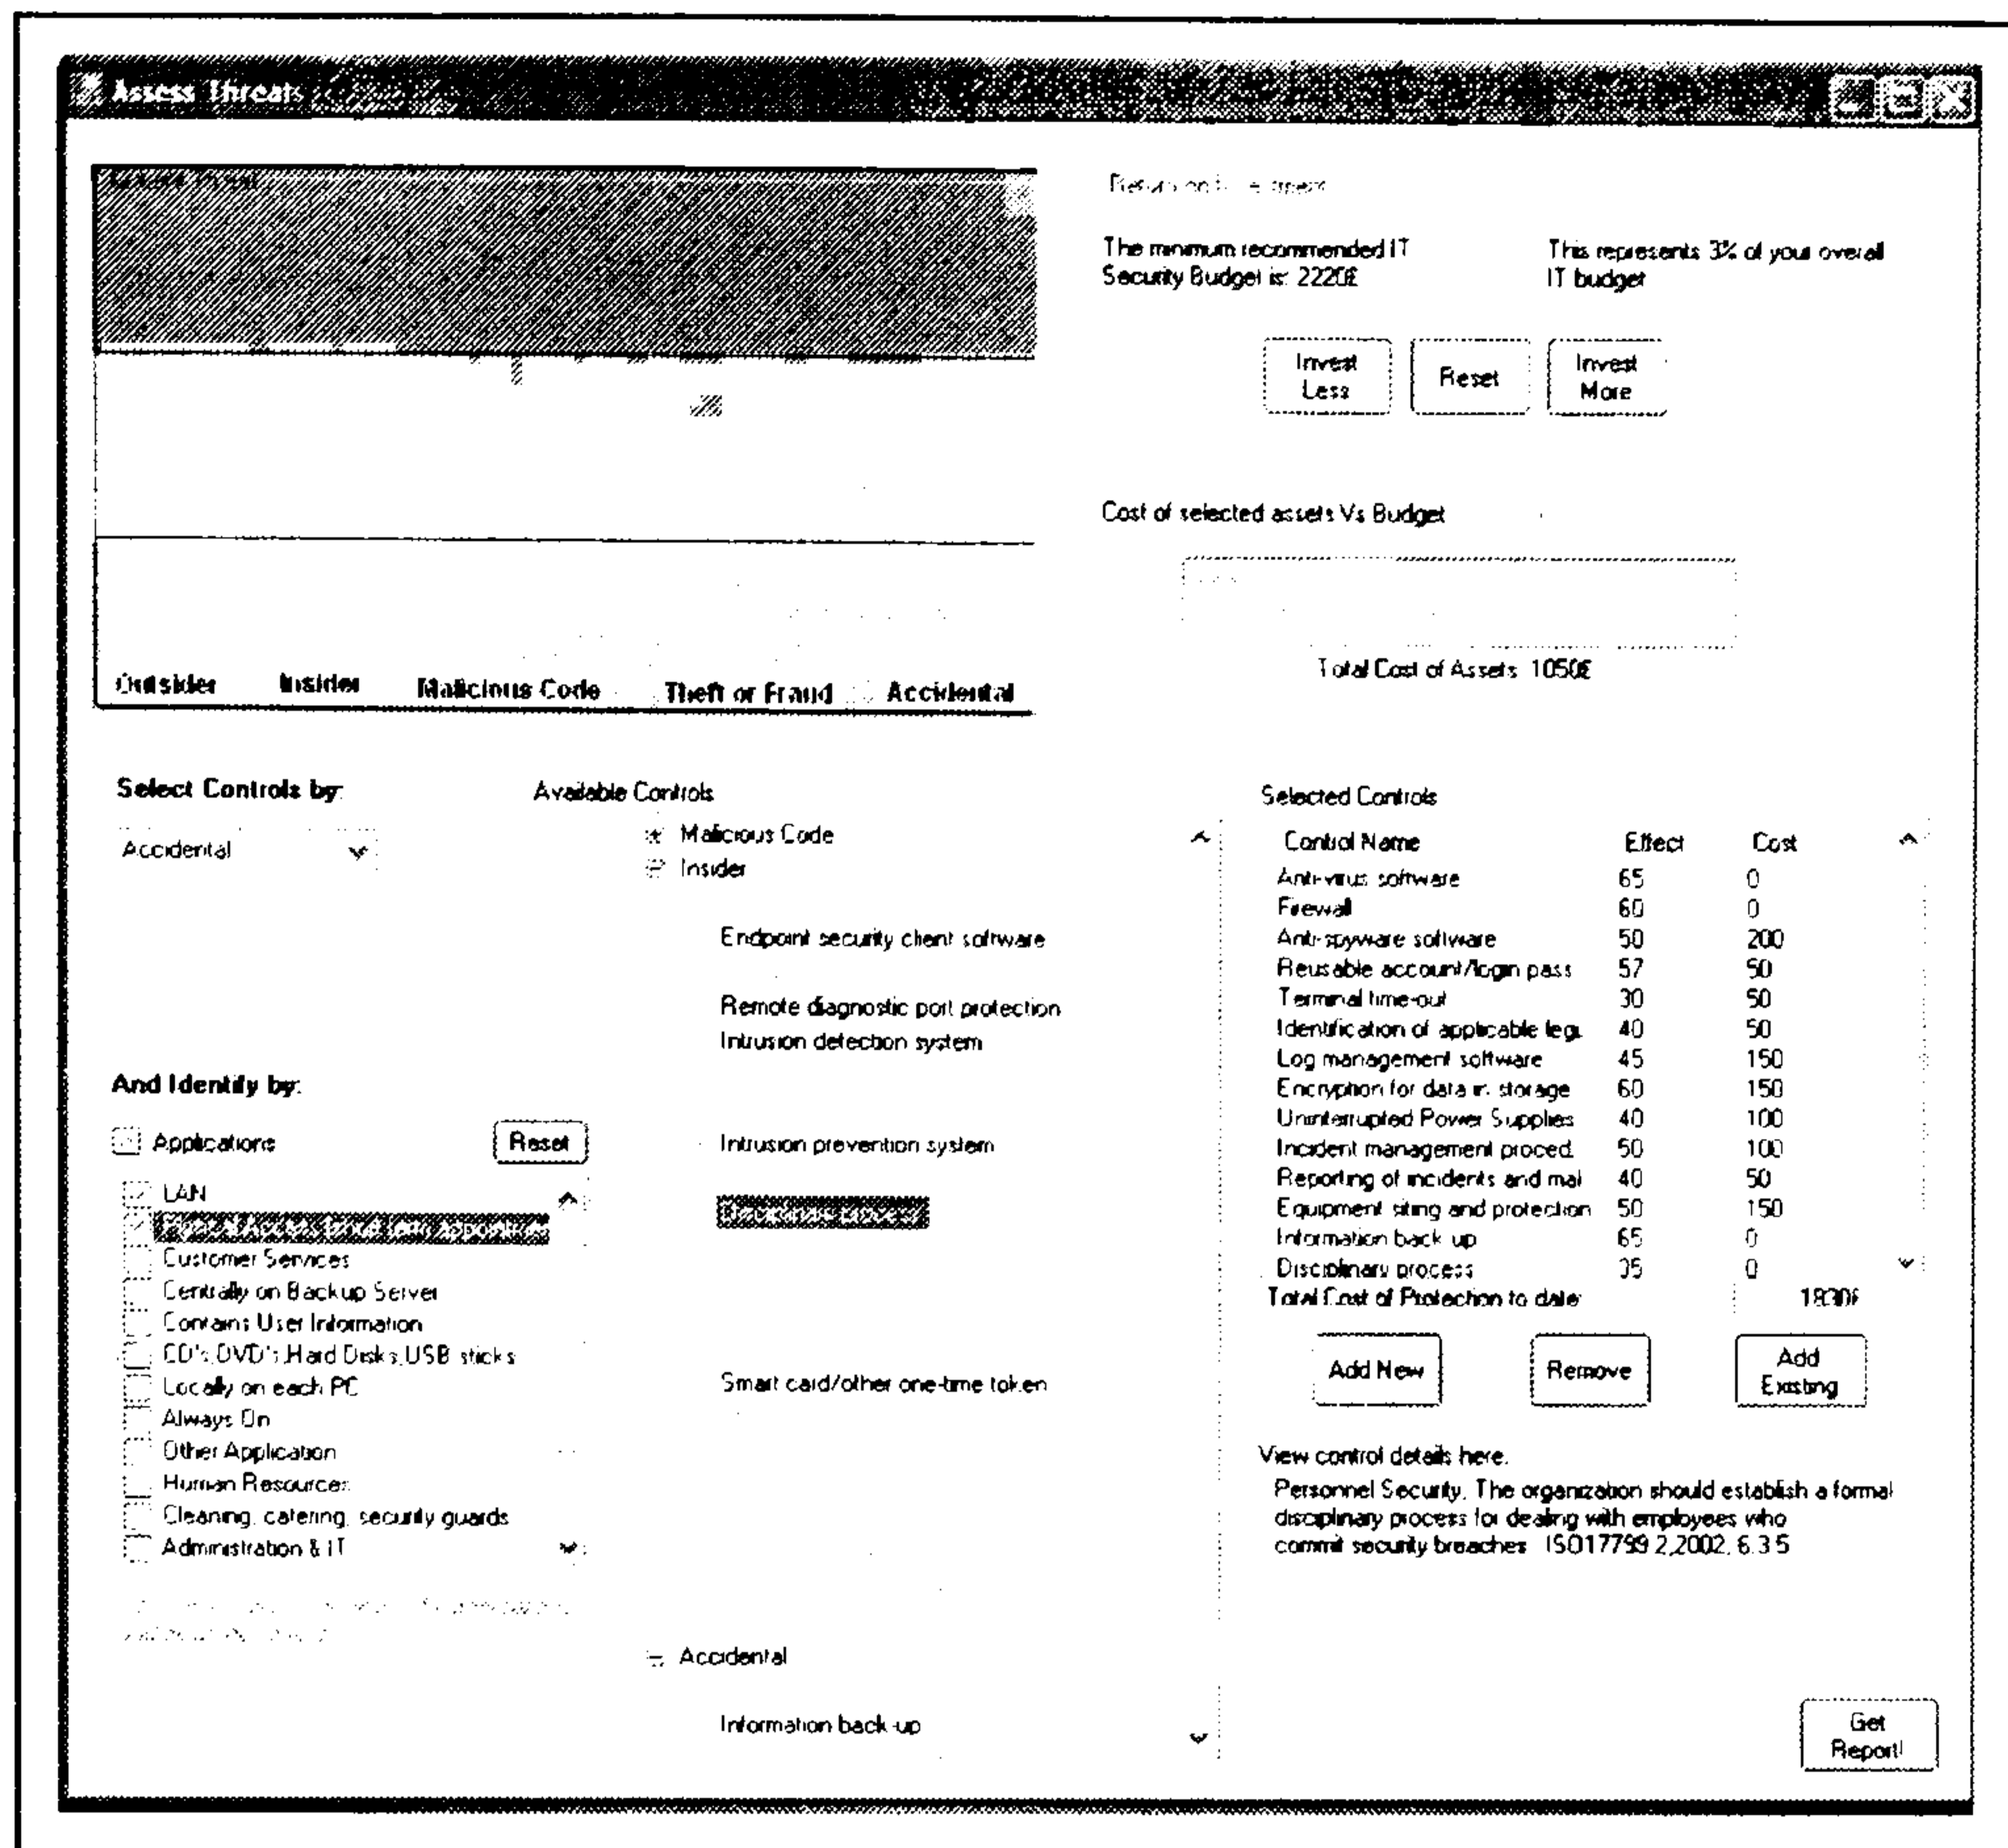 Assess Threats
The minimum recommended IT
Security Budget is: 2220£
This represents 3% of your overall
IT budget
Invest
Less
Reset
Invest
More
Cost of selected assets Vs Budget
Total Cost of Assets 1050£
Outsider Insider Malicious Code Theft or Fraud Accidental
Select Controls by:
Accidental
Available Controls
Malicious Code
Insider
Endpoint security client software
Remote diagnostic port protection
Intrusion detection system
Intrusion prevention system
Disciplinary process
Smart card/other one-time token
Accidental
Information back-up
And Identify by:
Applications
Reset
LAN
Customer Services
Centrally on Backup Server
Contains User Information
CD's,DVD's,Hard Disks,USB sticks
Locally on each PC
Always On
Other Application
Human Resources
Cleaning, catering, security guards
Administration & IT
Selected Controls
Control Name Effect Cost
Anti-virus software 65 0
Firewall 60 0
Anti-spyware software 50 200
Reusable account/login pass 57 50
Terminal time-out 30 50
Identification of applicable legi 40 50
Log management software 45 150
Encryption for data in storage 60 150
Uninterrupted Power Supplies 40 100
Incident management proced. 50 100
Reporting of incidents and mal 40 50
Equipment siting and protection 50 150
Information back up 65 0
Disciplinary process 35 0
Total Cost of Protection to date: 1830£
Add New
Remove
Add
Existing
View control details here.
Personnel Security. The organization should establish a formal
disciplinary process for dealing with employees who
commit security breaches ISO17799 2,2002, 6.3.5
Get
Report!